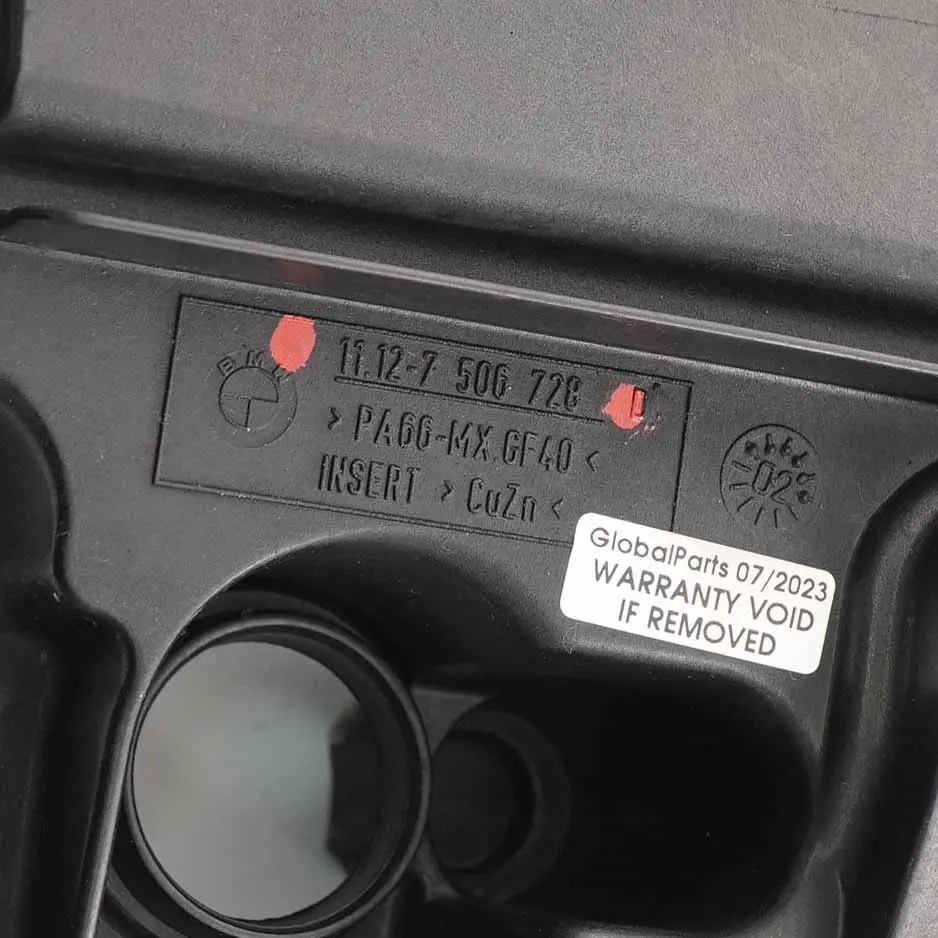 BMW
11.12-7 506 728
> PA66-MX GF40 <
INSERT > CuZn <
02
GlobalParts 07/2023
WARRANTY VOID
IF REMOVED